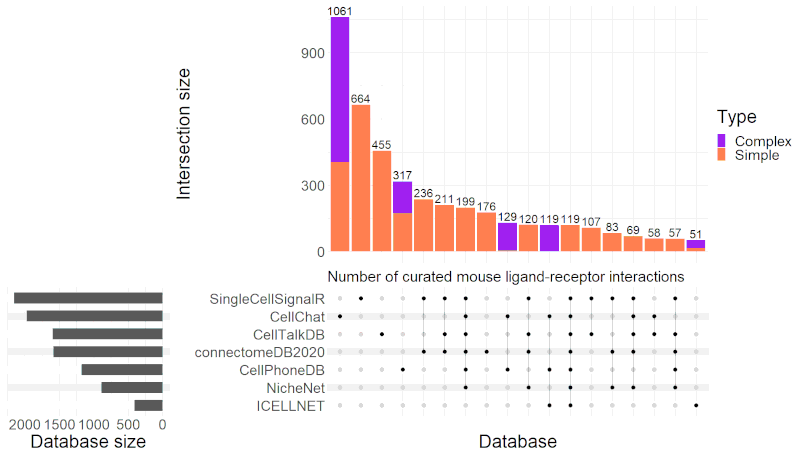 1061
900
664
600
455
317
300
236
211
199
176
129
120
119
119
107
83
69
58
57
51
0
Intersection size
Type
Complex
Simple
Number of curated mouse ligand-receptor interactions
SingleCellSignalR
CellChat
CellTalkDB
connectomeDB2020
CellPhoneDB
NicheNet
ICELLNET
2000 1500 1000 500 0
Database size
Database